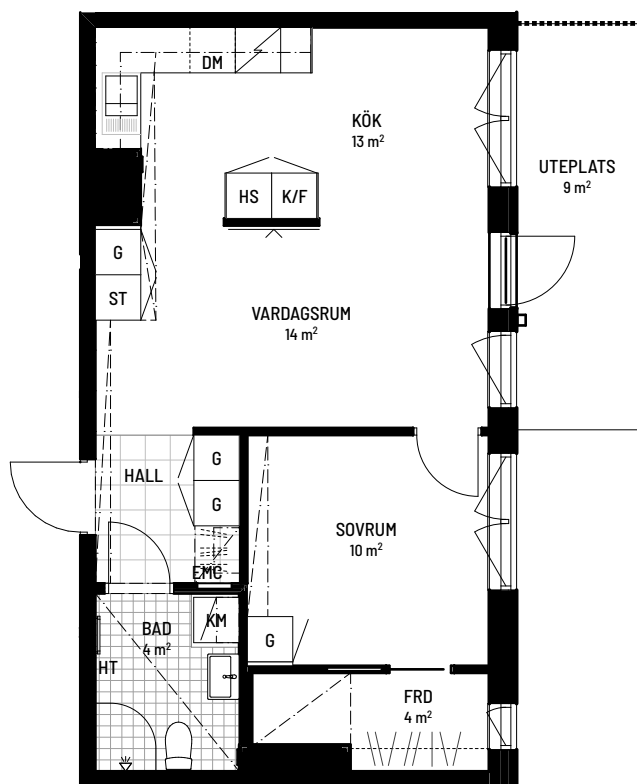 DM
KÖK
13 m²
UTEPLATS
9 m²
HS
K/F
G
ST
VARDAGSRUM
14 m²
G
HALL
G
SOVRUM
10 m²
EMC
KM
BAD
4 m²
G
HT
FRD
4 m²